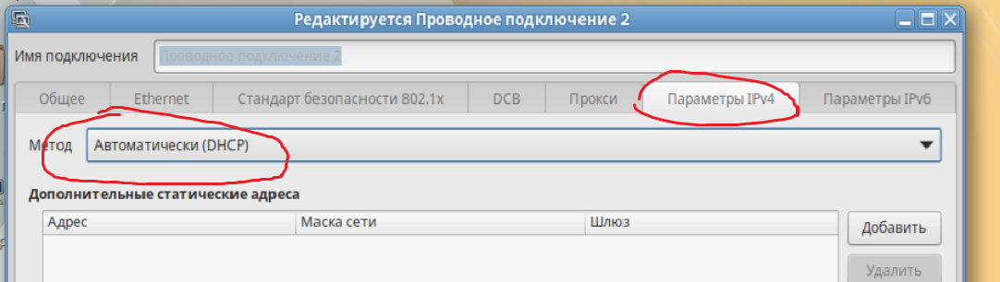 Редактируется Проводное подключение 2
Имя подключения Проводное подключение 2
Общее Ethernet Стандарт безопасности 802.1x DCB Прокси Параметры IPv4 Параметры IPv6
Метод Автоматически (DHCP)
Дополнительные статические адреса
Адрес Маска сети Шлюз Добавить
Удалить